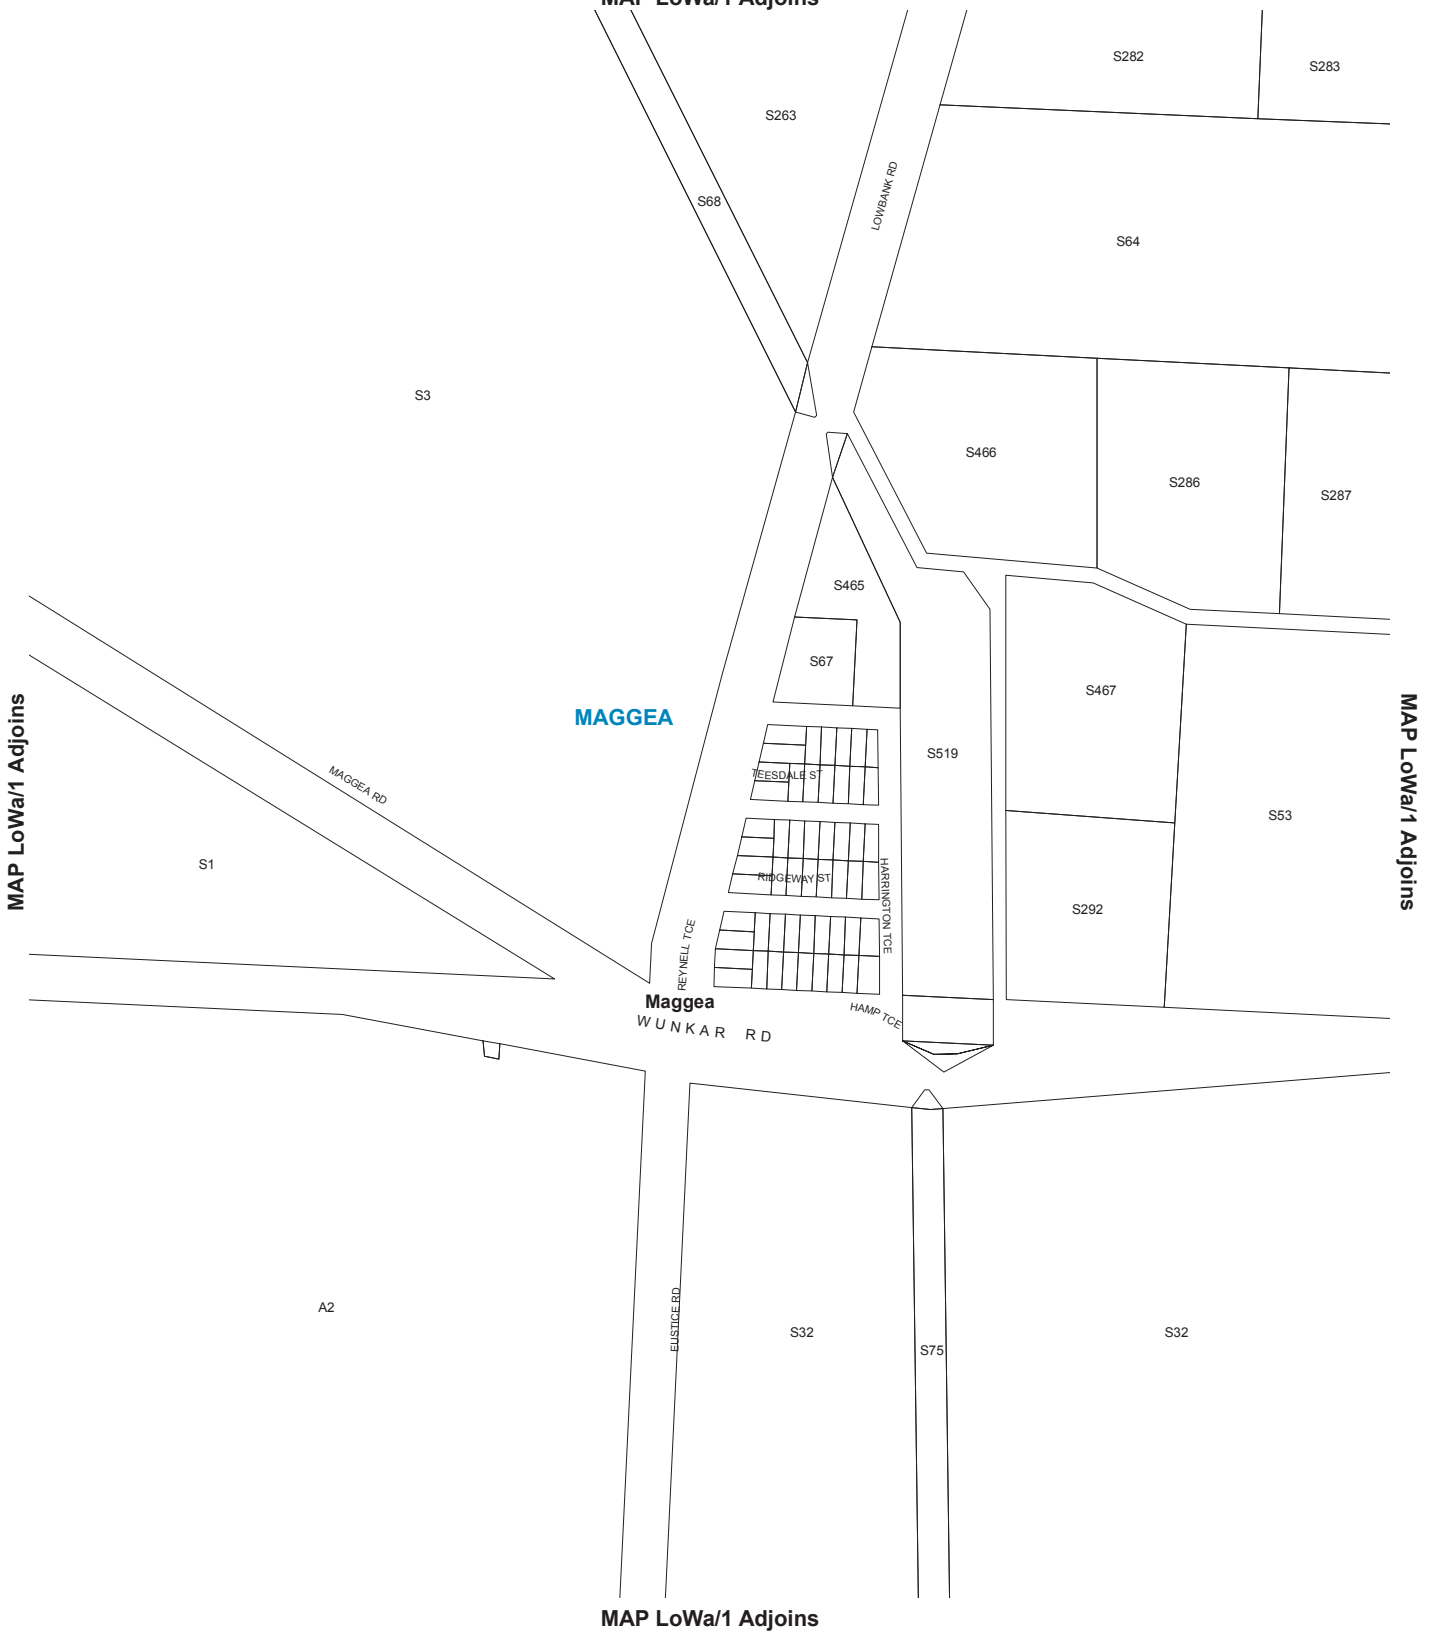 MAP LoWa/1 Adjoins
S282
S283
S263
S68
LOWBANK RD
S64
S3
S466
S286
S287
S465
S67
S467
MAP LoWa/1 Adjoins
MAGGEA
MAP LoWa/1 Adjoins
S519
MAGGEA RD
TEESDALE ST
S53
S1
RIDGEWAY ST
HARRINGTON TCE
S292
REYNELL TCE
Maggea
HAMP TCE
WUNKAR RD
A2
EUSTICE RD
S32
S75
S32
MAP LoWa/1 Adjoins